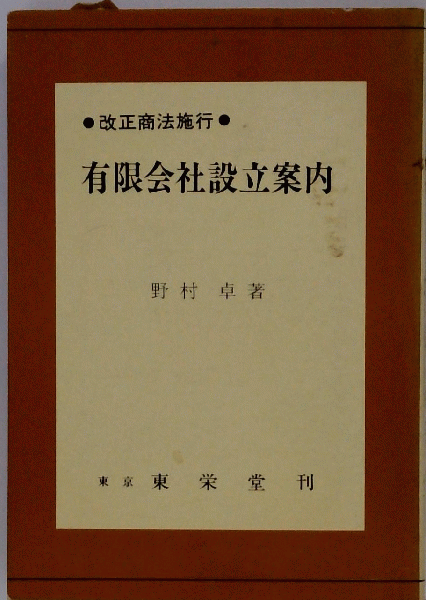 ●改正商法施行●
有限会社設立案内
野村 卓著
東京 東栄堂刊